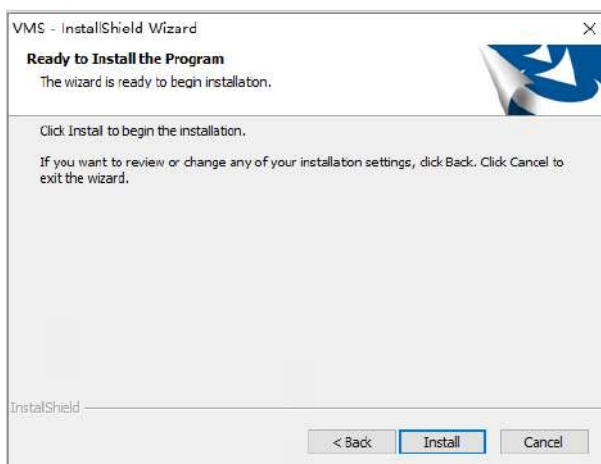 VMS - InstallShield Wizard
Ready to Install the Program
The wizard is ready to begin installation.
Click Install to begin the installation.
If you want to review or change any of your installation settings, click Back. Click Cancel to
exit the wizard.
InstallShield
< Back
Install
Cancel